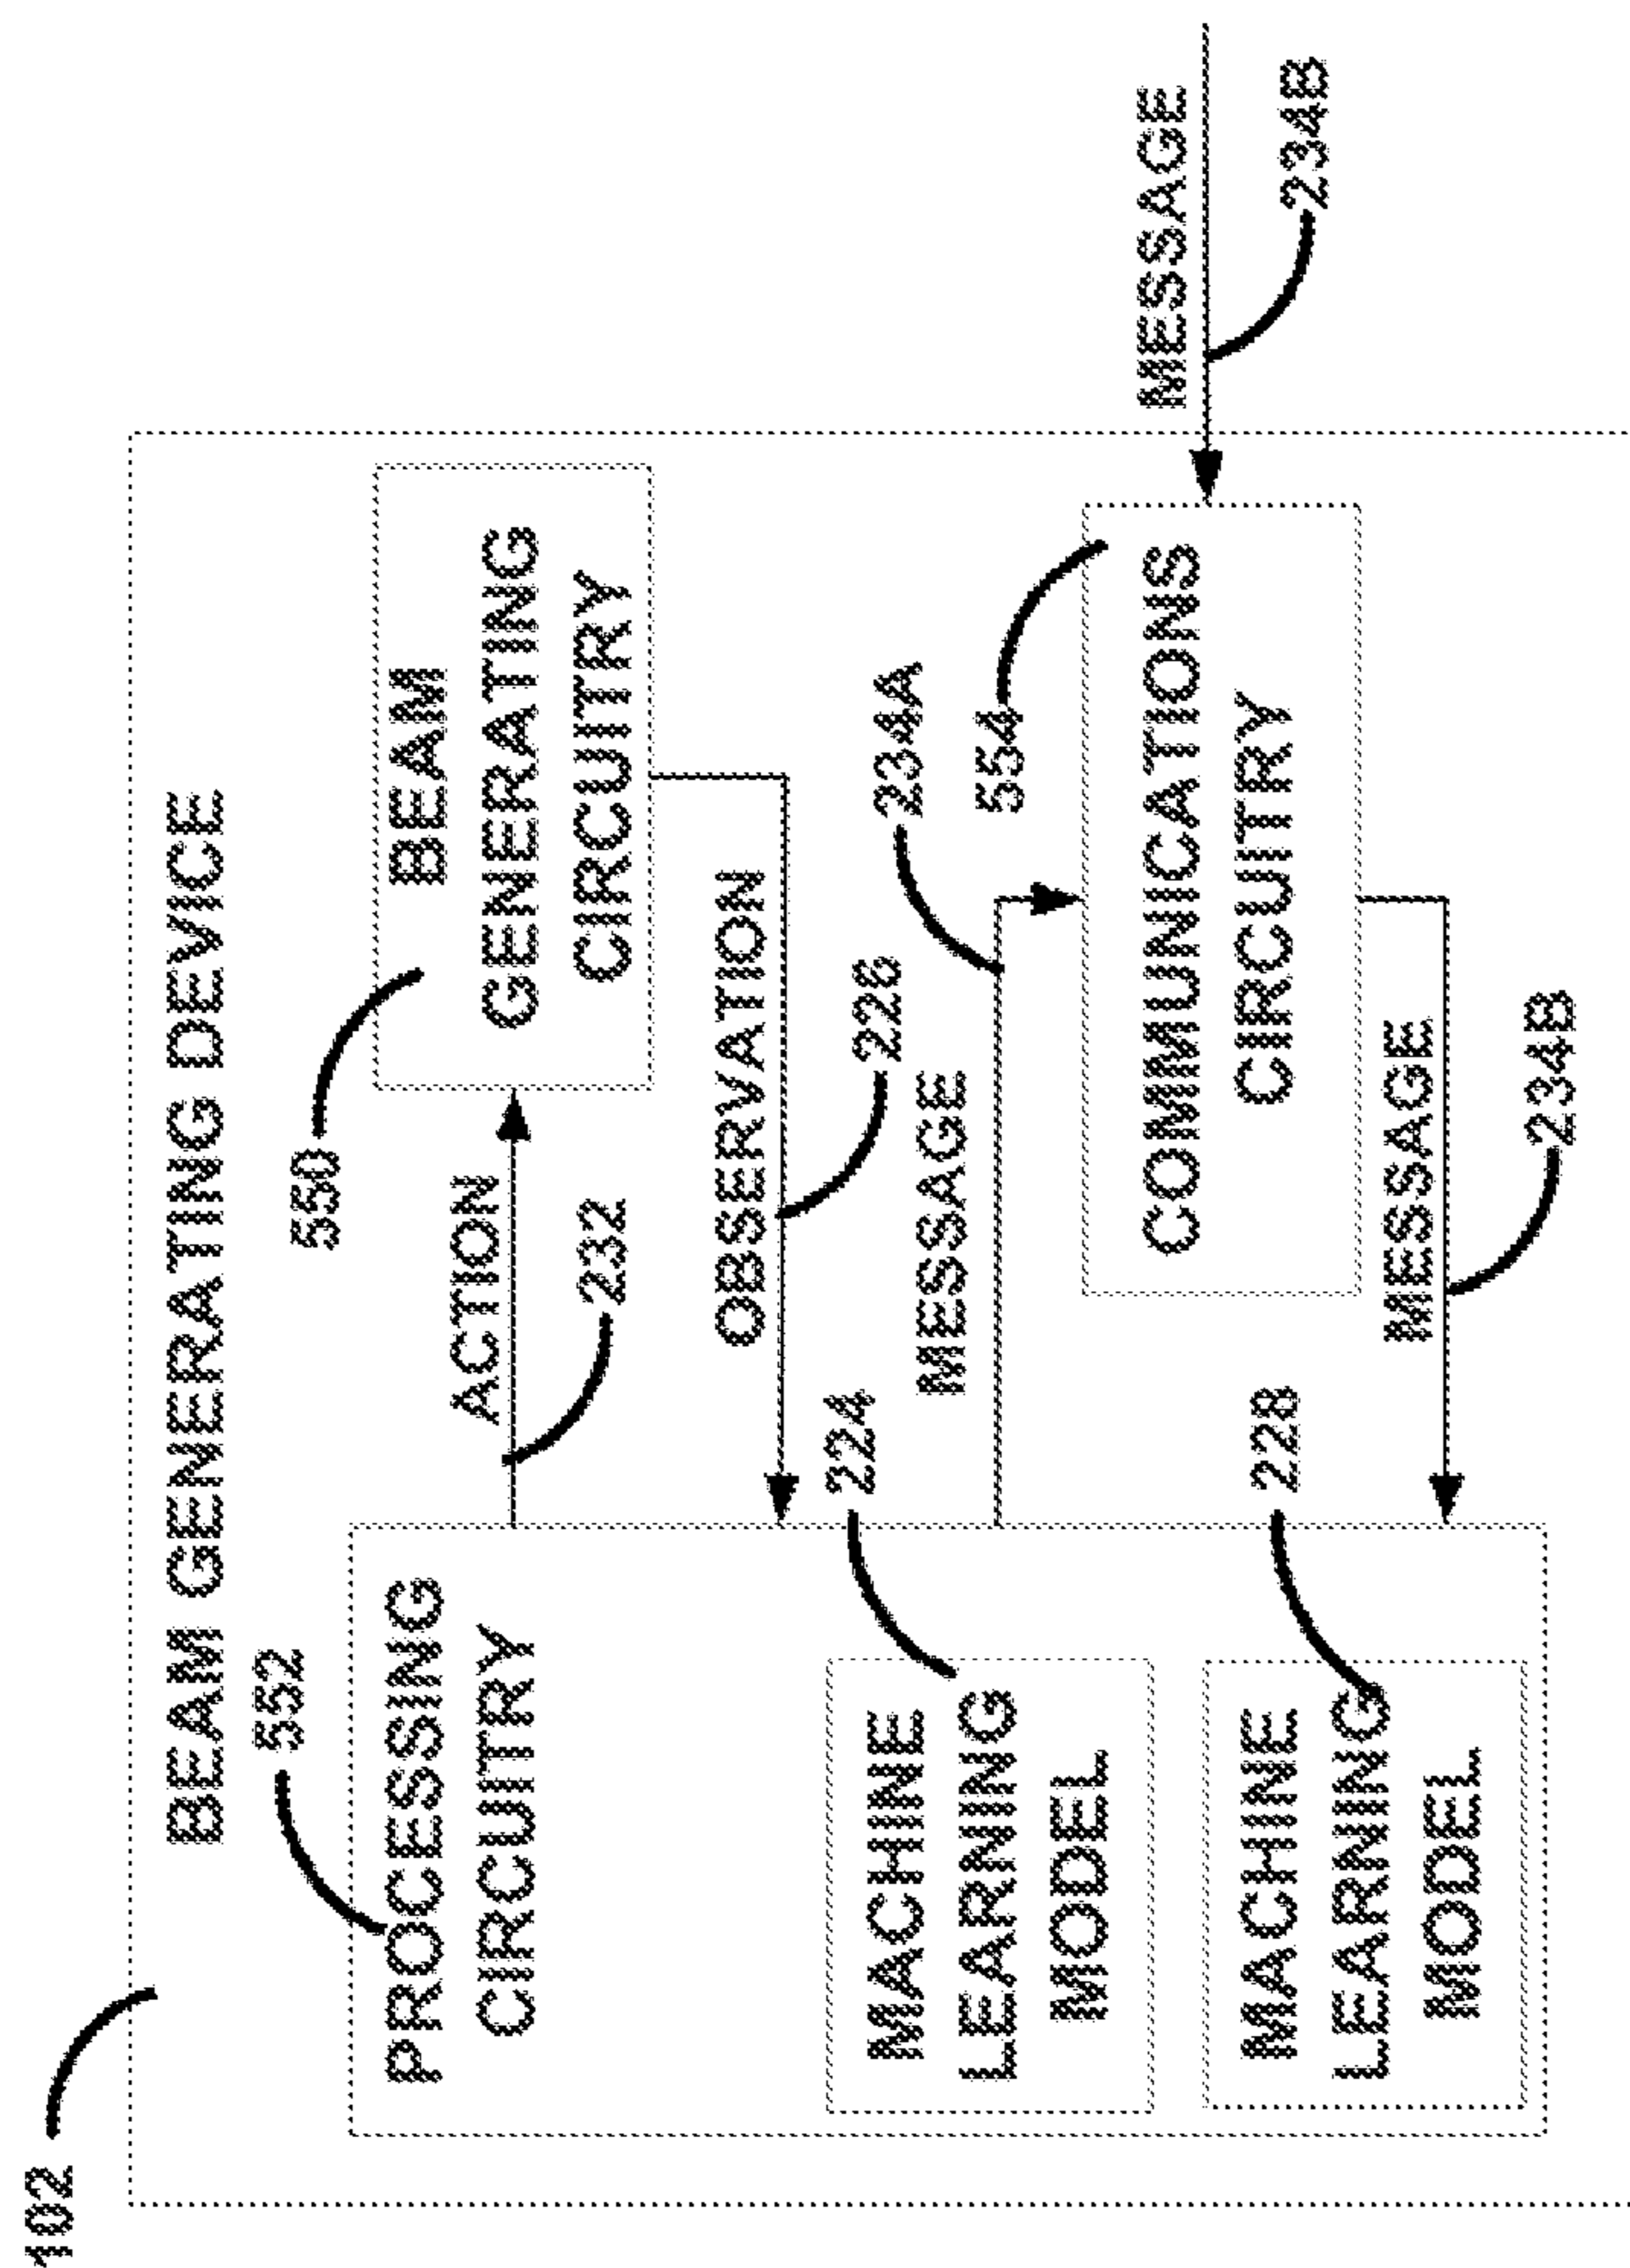 102
BEAM GENERATING DEVICE
552
550
PROCESSING
CIRCUITRY
ACTION
232
BEAM
GENERATING
CIRCUITRY
OBSERVATION
226
224
MACHINE
LEARNING
MODEL
MESSAGE
234A
554
COMMUNICATIONS
CIRCUITRY
MESSAGE
234B
228
MACHINE
LEARNING
MODEL
MESSAGE
234B